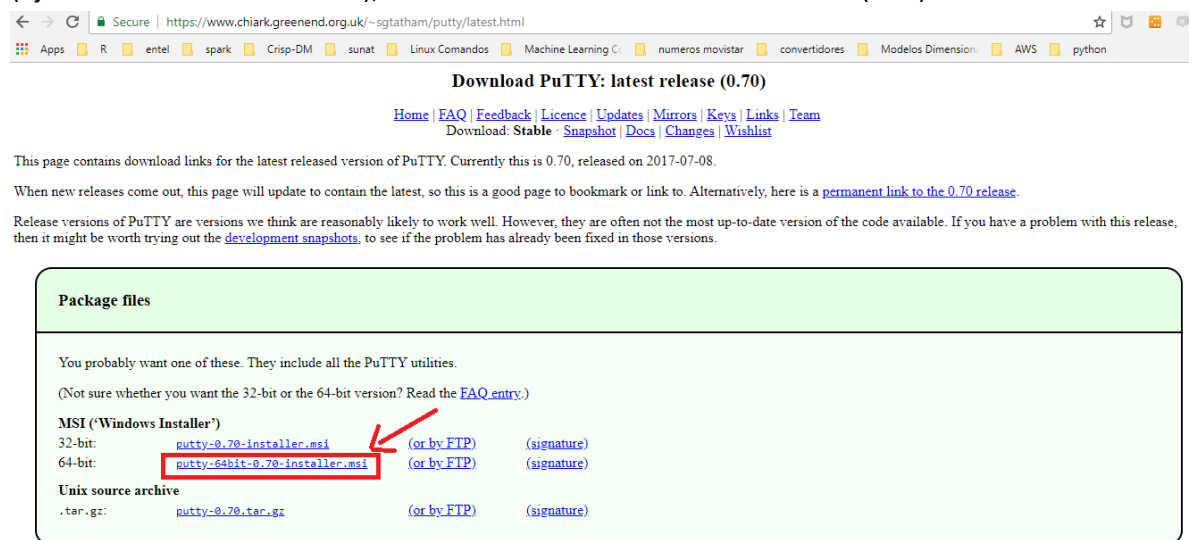 Secure | https://www.chiark.greenend.org.uk/~sgtatham/putty/latest.html
Apps R entel spark Crisp-DM sunat Linux Comandos Machine Learning Co numeros movistar convertidores Modelos Dimension AWS python
Download PuTTY: latest release (0.70)
Home | FAQ | Feedback | Licence | Updates | Mirrors | Keys | Links | Team
Download: Stable · Snapshot | Docs | Changes | Wishlist
This page contains download links for the latest released version of PuTTY. Currently this is 0.70, released on 2017-07-08.
When new releases come out, this page will update to contain the latest, so this is a good page to bookmark or link to. Alternatively, here is a permanent link to the 0.70 release.
Release versions of PuTTY are versions we think are reasonably likely to work well. However, they are often not the most up-to-date version of the code available. If you have a problem with this release,
then it might be worth trying out the development snapshots, to see if the problem has already been fixed in those versions.
Package files
You probably want one of these. They include all the PuTTY utilities.
(Not sure whether you want the 32-bit or the 64-bit version? Read the FAQ entry.)
MSI (‘Windows Installer’)
32-bit: putty-0.70-installer.msi (or by FTP) (signature)
64-bit: putty-64bit-0.70-installer.msi (or by FTP) (signature)
Unix source archive
.tar.gz: putty-0.70.tar.gz (or by FTP) (signature)